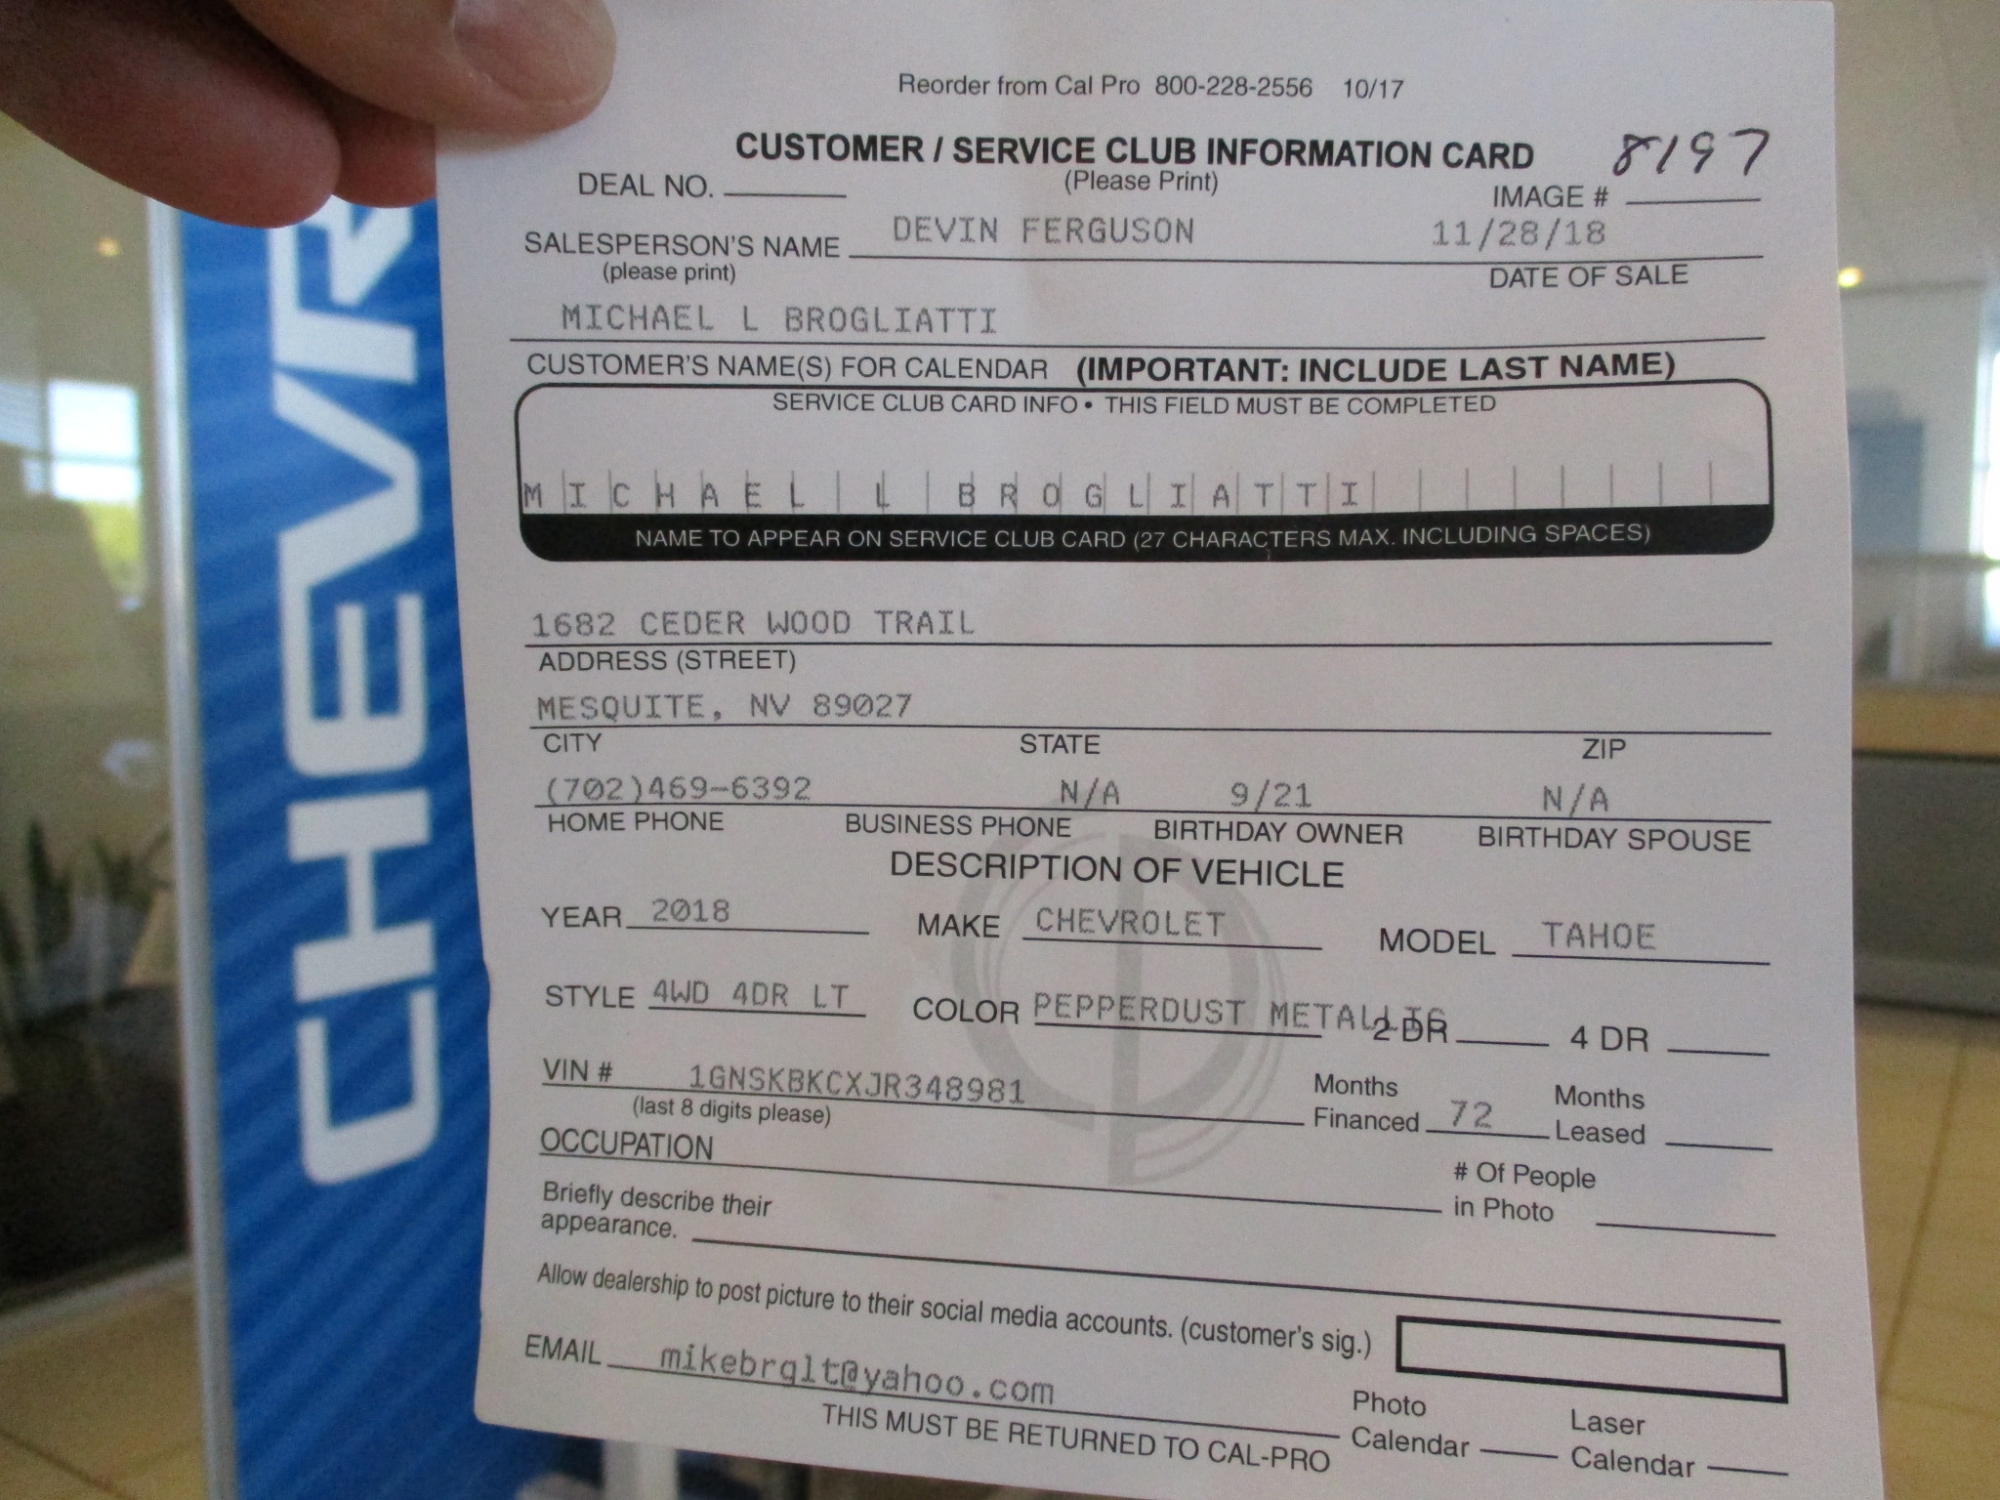 Reorder from Cal Pro 800-228-2556 10/17
CUSTOMER / SERVICE CLUB INFORMATION CARD 8197
DEAL NO. (Please Print) IMAGE #
SALESPERSON'S NAME DEVIN FERGUSON 11/28/18
(please print) DATE OF SALE
MICHAEL L BROGLIATTI
CUSTOMER'S NAME(S) FOR CALENDAR (IMPORTANT: INCLUDE LAST NAME)
SERVICE CLUB CARD INFO • THIS FIELD MUST BE COMPLETED
MICHAEL L BROGLIATTI
NAME TO APPEAR ON SERVICE CLUB CARD (27 CHARACTERS MAX. INCLUDING SPACES)
1682 CEDER WOOD TRAIL
ADDRESS (STREET)
MESQUITE, NV 89027
CITY STATE ZIP
(702)469-6392 N/A 9/21 N/A
HOME PHONE BUSINESS PHONE BIRTHDAY OWNER BIRTHDAY SPOUSE
DESCRIPTION OF VEHICLE
YEAR 2018 MAKE CHEVROLET MODEL TAHOE
STYLE 4WD 4DR LT COLOR PEPPERDUST METALLIC 2 DR 4 DR
VIN # 1GNSKBKCXJR348981 Months Financed 72 Months Leased
(last 8 digits please)
OCCUPATION # Of People in Photo
Briefly describe their
appearance.
Allow dealership to post picture to their social media accounts. (customer's sig.)
EMAIL mikebrglt@yahoo.com
Photo Calendar Laser Calendar
THIS MUST BE RETURNED TO CAL-PRO
CHEVR